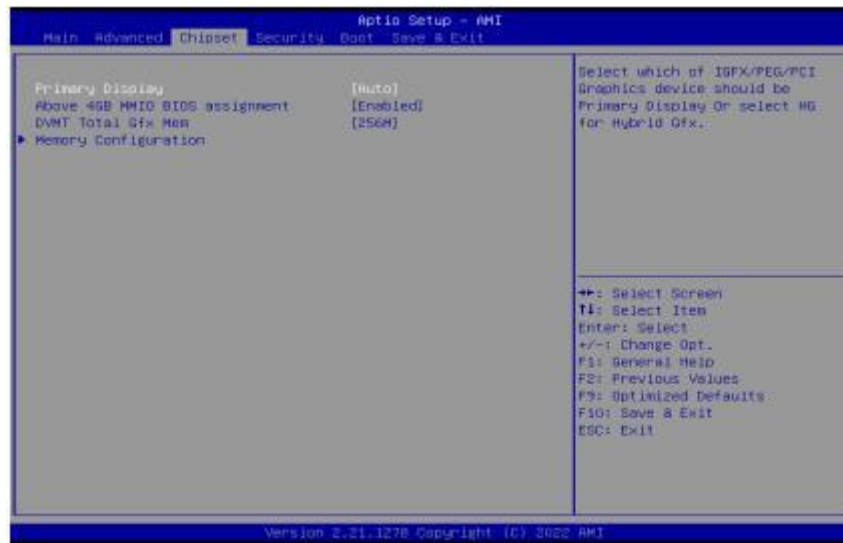 Aptio Setup - AMI
Main Advanced Chipset Security Boot Save & Exit
Primary Display [Auto]
Above 4GB MMIO BIOS assignment [Enabled]
DVMT Total Gfx Mem [256M]
Memory Configuration
Select which of IGFX/PEG/PCI
Graphics device should be
Primary Display Or select HG
for Hybrid Gfx.
→←: Select Screen
↑↓: Select Item
Enter: Select
+/-: Change Opt.
F1: General Help
F2: Previous Values
F9: Optimized Defaults
F10: Save & Exit
ESC: Exit
Version 2.21.1278 Copyright (C) 2022 AMI